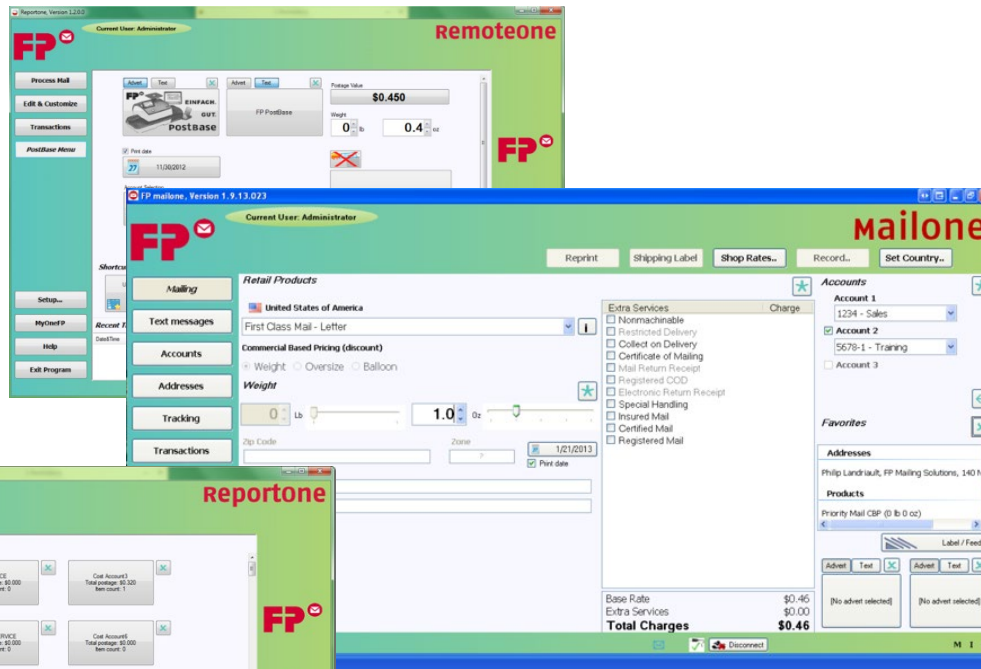 Reportone, Version 1.2.0.0
Current User: Administrator
Remoteone
FP
Process Mail
Edit & Customize
Transactions
PostBase Menu
Setup...
MyOneFP
Help
Exit Program
Advert Text
Advert Text
FP
EINFACH.
GUT.
POSTBASE
FP PostBase
Postage Value
$0.450
Weight
0 lb 0.4 oz
Print date
27 11/30/2012
Account Selection
FP
Date&Time
FP mailone, Version 1.9.13.023
Current User: Administrator
FP
Mailone
Reprint
Shipping Label
Shop Rates..
Record..
Set Country..
Mailing
Text messages
Accounts
Addresses
Tracking
Transactions
Retail Products
United States of America
First Class Mail - Letter
i
Commercial Based Pricing (discount)
Weight Oversize Balloon
Weight
0 Lb 1.0 Oz
Zip Code
Zone
?
1/21/2013
Print date
Extra Services Charge
Nonmachinable
Restricted Delivery
Collect on Delivery
Certificate of Mailing
Mail Return Receipt
Registered COD
Electronic Return Receipt
Special Handling
Insured Mail
Certified Mail
Registered Mail
Base Rate $0.46
Extra Services $0.00
Total Charges $0.46
Accounts
Account 1
1234 - Sales
Account 2
5678-1 - Training
Account 3
Favorites
Addresses
Philip Landriault, FP Mailing Solutions, 140 N
Products
Priority Mail CBP (0 lb 0 oz)
Label / Feed
Advert Text
Advert Text
[No advert selected]
[No advert selected]
Disconnect
M I
Reportone
Cost Account3
Total postage: $0.320
Item count: 1
Cost Account6
Total postage: $0.000
Item count: 0
FP